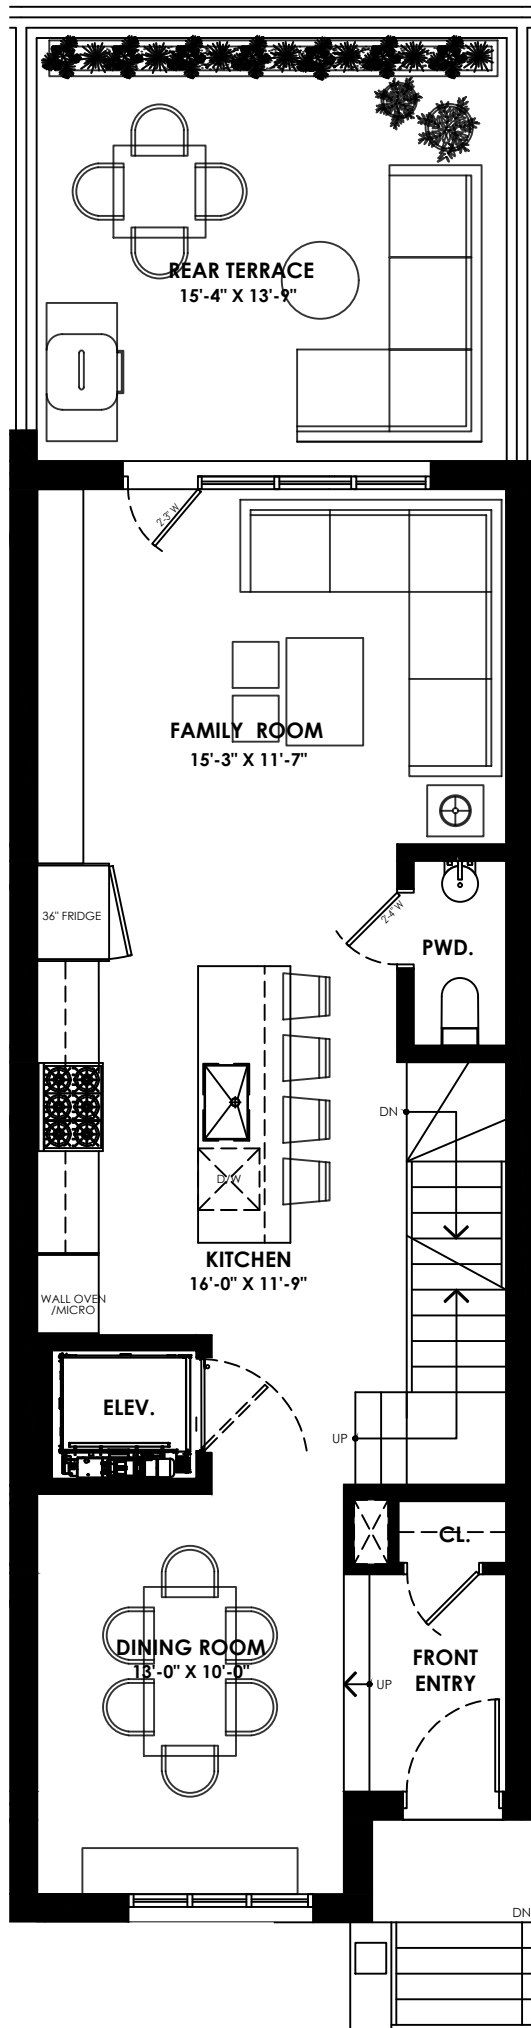 REAR TERRACE
15'-4" X 13'-9"
2'-3" W
FAMILY ROOM
15'-3" X 11'-7"
36" FRIDGE
2'-4" W
PWD.
DN
D/W
KITCHEN
16'-0" X 11'-9"
WALL OVEN
/MICRO
ELEV.
UP
CL.
DINING ROOM
13'-0" X 10'-0"
FRONT
ENTRY
UP
DN